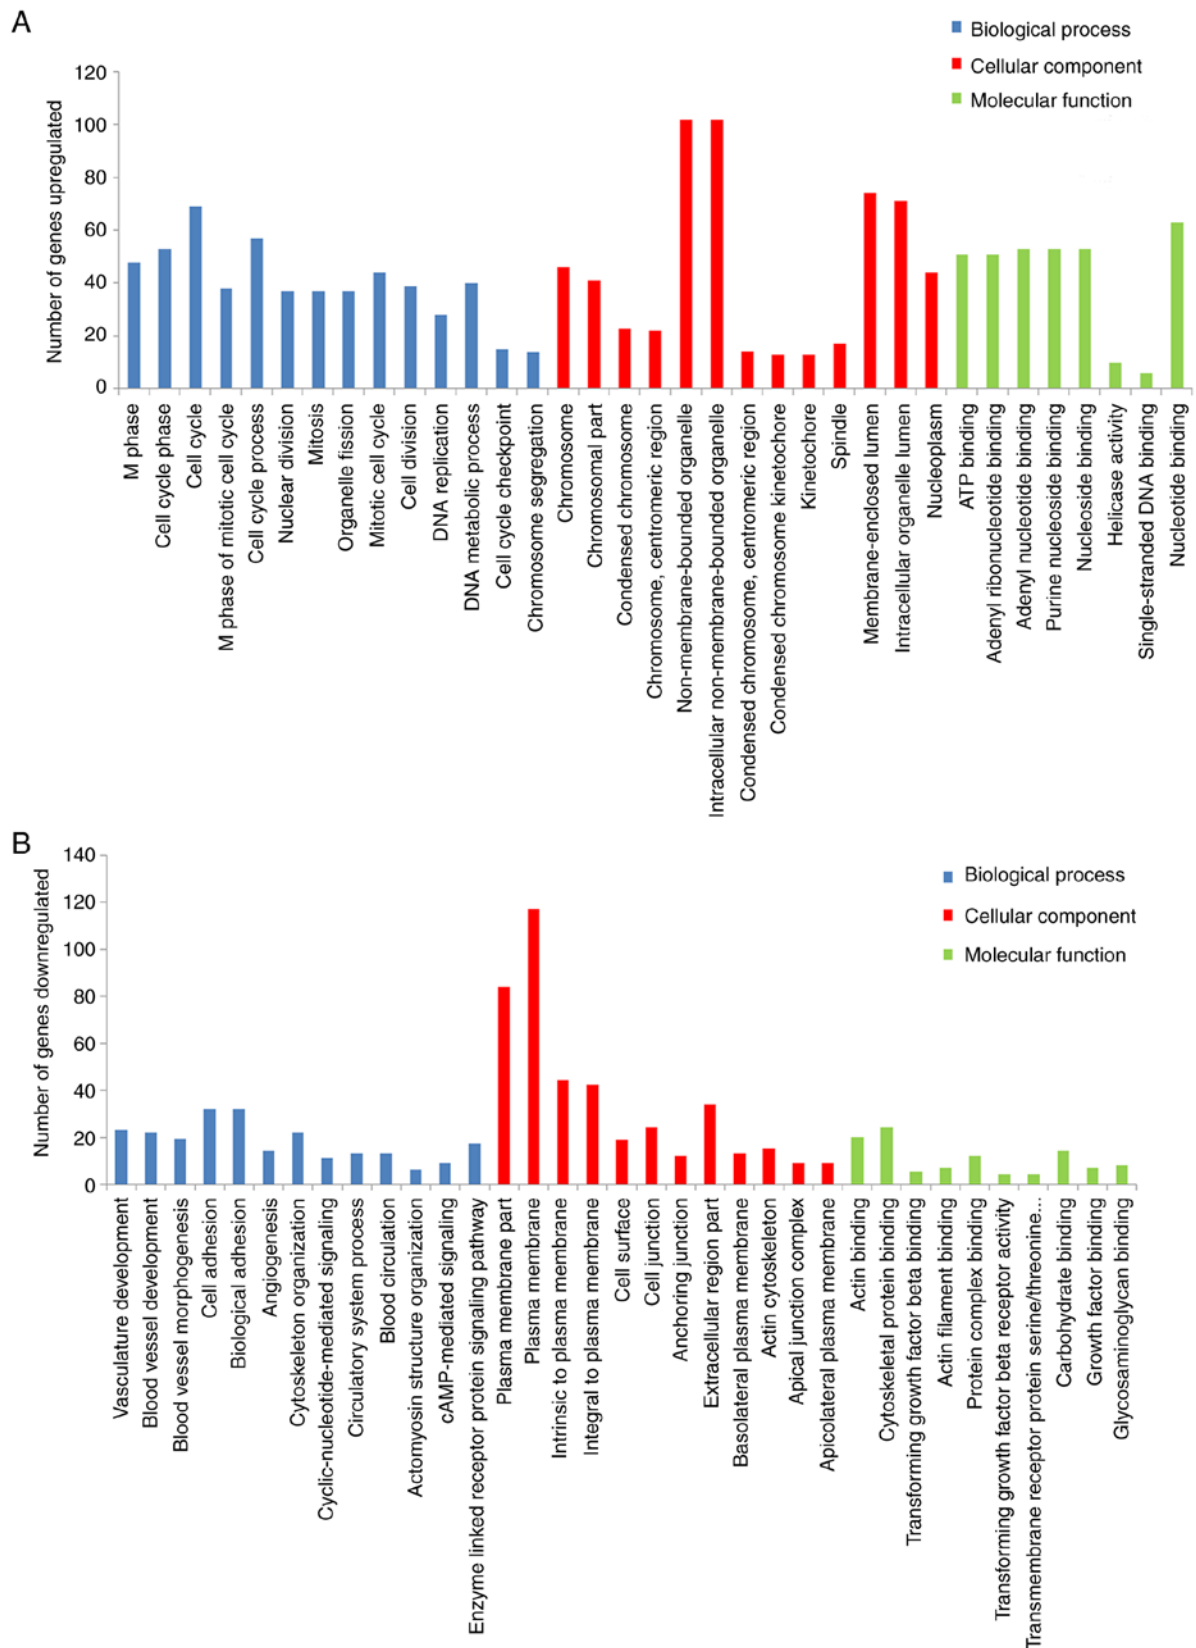 A
Biological process
Cellular component
Molecular function
Number of genes upregulated
120
100
80
60
40
20
0
M phase
Cell cycle phase
Cell cycle
M phase of mitotic cell cycle
Cell cycle process
Nuclear division
Mitosis
Organelle fission
Mitotic cell cycle
Cell division
DNA replication
DNA metabolic process
Cell cycle checkpoint
Chromosome segregation
Chromosome
Chromosomal part
Condensed chromosome
Chromosome, centromeric region
Non-membrane-bounded organelle
Intracellular non-membrane-bounded organelle
Condensed chromosome, centromeric region
Condensed chromosome kinetochore
Kinetochore
Spindle
Membrane-enclosed lumen
Intracellular organelle lumen
Nucleoplasm
ATP binding
Adenyl ribonucleotide binding
Adenyl nucleotide binding
Purine nucleoside binding
Nucleoside binding
Helicase activity
Single-stranded DNA binding
Nucleotide binding
B
Biological process
Cellular component
Molecular function
Number of genes downregulated
140
120
100
80
60
40
20
0
Vasculature development
Blood vessel development
Blood vessel morphogenesis
Cell adhesion
Biological adhesion
Angiogenesis
Cytoskeleton organization
Cyclic-nucleotide-mediated signaling
Circulatory system process
Blood circulation
Actomyosin structure organization
cAMP-mediated signaling
Enzyme linked receptor protein signaling pathway
Plasma membrane part
Plasma membrane
Intrinsic to plasma membrane
Integral to plasma membrane
Cell surface
Cell junction
Anchoring junction
Extracellular region part
Basolateral plasma membrane
Actin cytoskeleton
Apical junction complex
Apicolateral plasma membrane
Actin binding
Cytoskeletal protein binding
Transforming growth factor beta binding
Actin filament binding
Protein complex binding
Transforming growth factor beta receptor activity
Transmembrane receptor protein serine/threonine...
Carbohydrate binding
Growth factor binding
Glycosaminoglycan binding